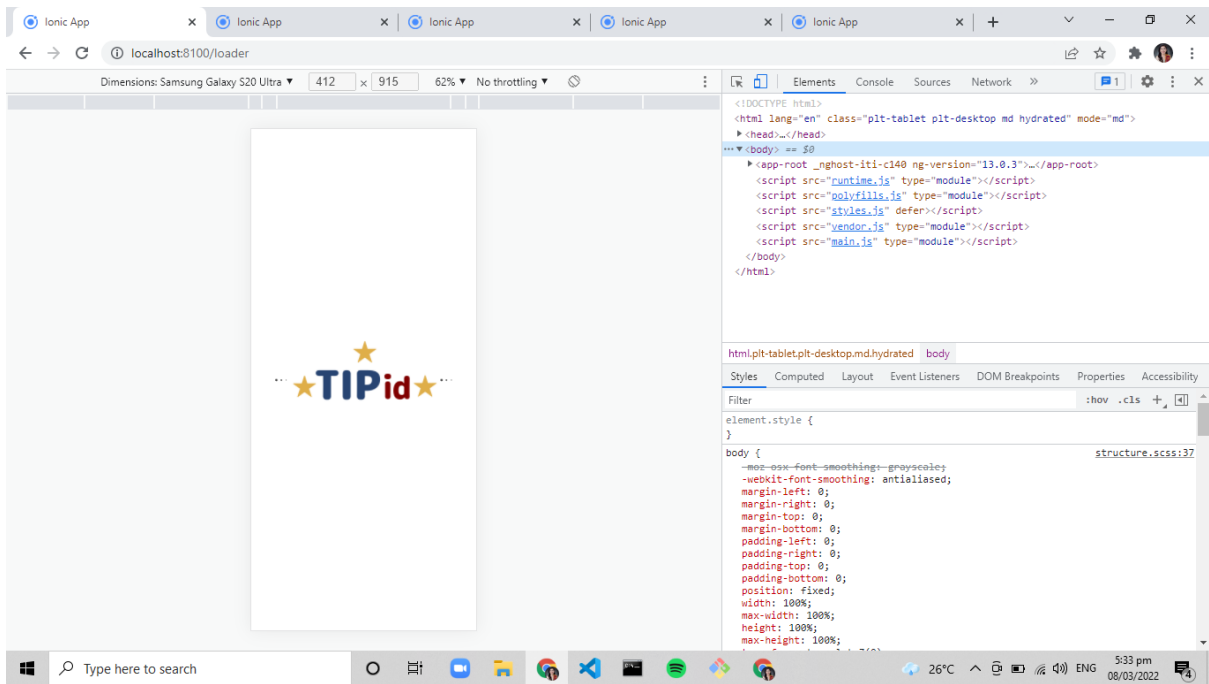 Ionic App
Ionic App
Ionic App
Ionic App
Ionic App
localhost:8100/loader
Dimensions: Samsung Galaxy S20 Ultra ▼ 412 × 915 62% ▼ No throttling ▼
TIPid
Elements Console Sources Network » 1
<!DOCTYPE html>
<html lang="en" class="plt-tablet plt-desktop md hydrated" mode="md">
▶<head>…</head>
···▼<body> == $0
▶<app-root _nghost-iti-c140 ng-version="13.0.3">…</app-root>
<script src="runtime.js" type="module"></script>
<script src="polyfills.js" type="module"></script>
<script src="styles.js" defer></script>
<script src="vendor.js" type="module"></script>
<script src="main.js" type="module"></script>
</body>
</html>
html.plt-tablet.plt-desktop.md.hydrated body
Styles Computed Layout Event Listeners DOM Breakpoints Properties Accessibility
Filter :hov .cls +
element.style {
}
body { structure.scss:37
-moz-osx-font-smoothing: grayscale;
-webkit-font-smoothing: antialiased;
margin-left: 0;
margin-right: 0;
margin-top: 0;
margin-bottom: 0;
padding-left: 0;
padding-right: 0;
padding-top: 0;
padding-bottom: 0;
position: fixed;
width: 100%;
max-width: 100%;
height: 100%;
max-height: 100%;
Type here to search
26°C ENG 5:33 pm
08/03/2022 4